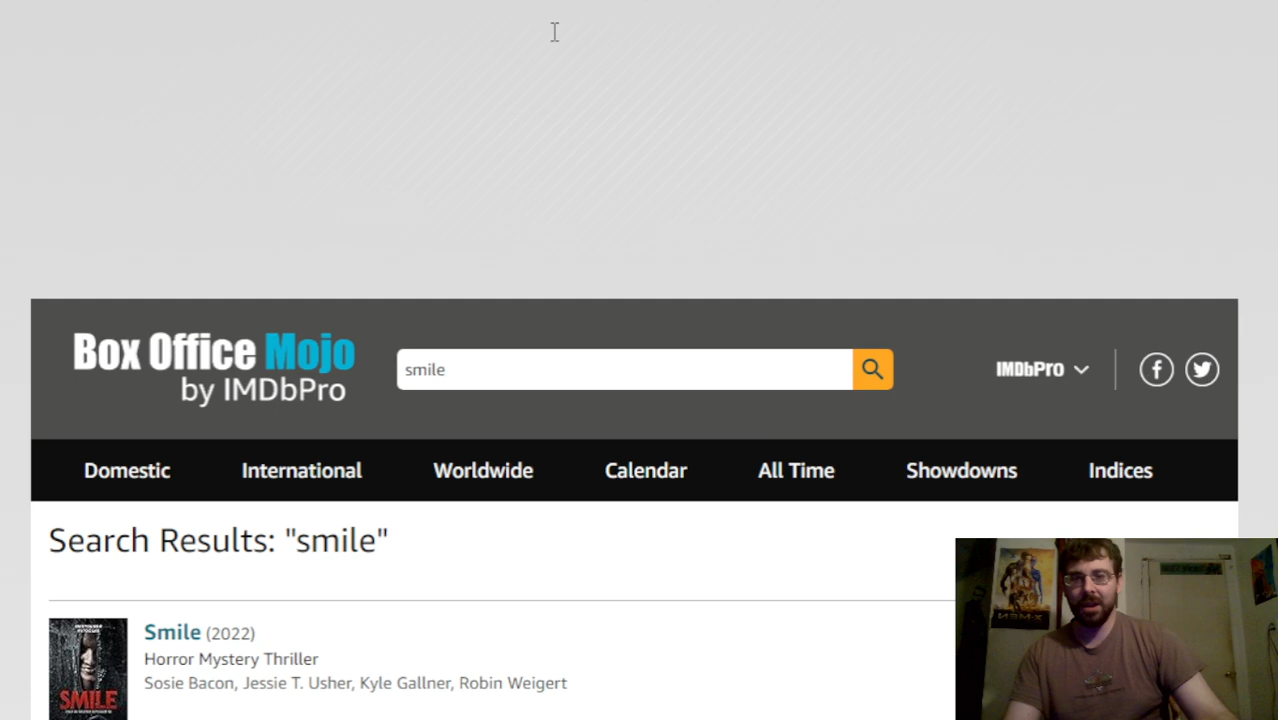 Box Office Mojo
by IMDbPro
smile
IMDbPro
Domestic
International
Worldwide
Calendar
All Time
Showdowns
Indices
Search Results: "smile"
Smile (2022)
Horror Mystery Thriller
Sosie Bacon, Jessie T. Usher, Kyle Gallner, Robin Weigert
SMILE
X-MEN